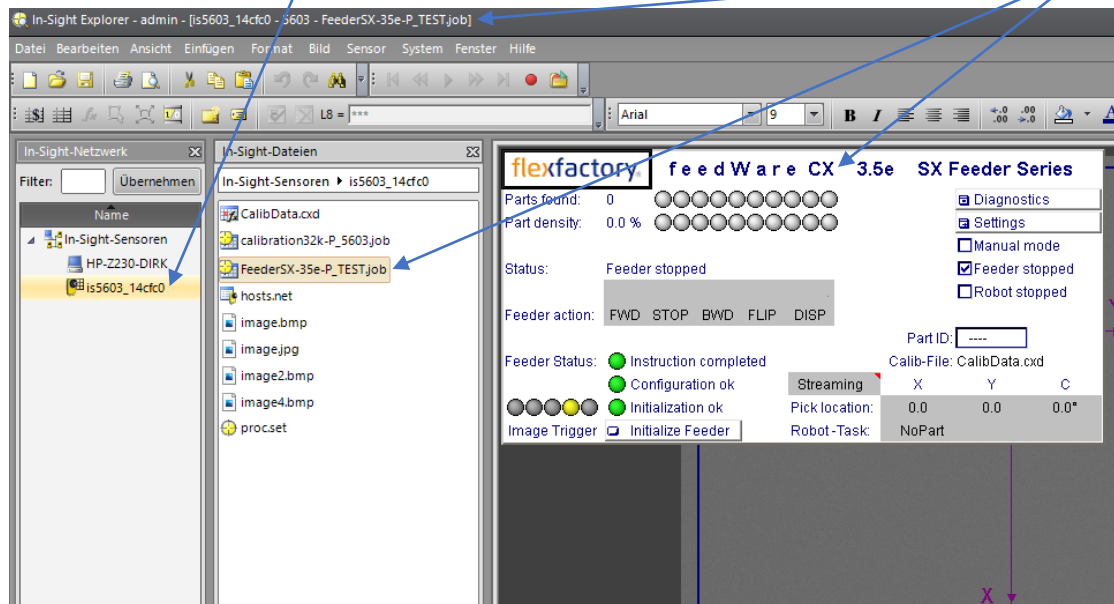 In-Sight Explorer - admin - [is5603_14cfc0 - 5603 - FeederSX-35e-P_TEST.job]
Datei Bearbeiten Ansicht Einfügen Format Bild Sensor System Fenster Hilfe
L8 = ***
Arial 9 B I
In-Sight-Netzwerk
Filter: Übernehmen
Name
In-Sight-Sensoren
HP-Z230-DIRK
is5603_14cfc0
In-Sight-Dateien
In-Sight-Sensoren is5603_14cfc0
CalibData.cxd
calibration32k-P_5603.job
FeederSX-35e-P_TEST.job
hosts.net
image.bmp
image.jpg
image2.bmp
image4.bmp
proc.set
flexfactory. feedWare CX 3.5e SX Feeder Series
Parts found: 0
Part density: 0.0 %
Diagnostics
Settings
Manual mode
Status: Feeder stopped
Feeder stopped
Robot stopped
Feeder action: FWD STOP BWD FLIP DISP
Part ID: ----
Feeder Status: Instruction completed
Calib-File: CalibData.cxd
Configuration ok
Streaming X Y C
Initialization ok
Pick location: 0.0 0.0 0.0°
Image Trigger Initialize Feeder
Robot-Task: NoPart
X